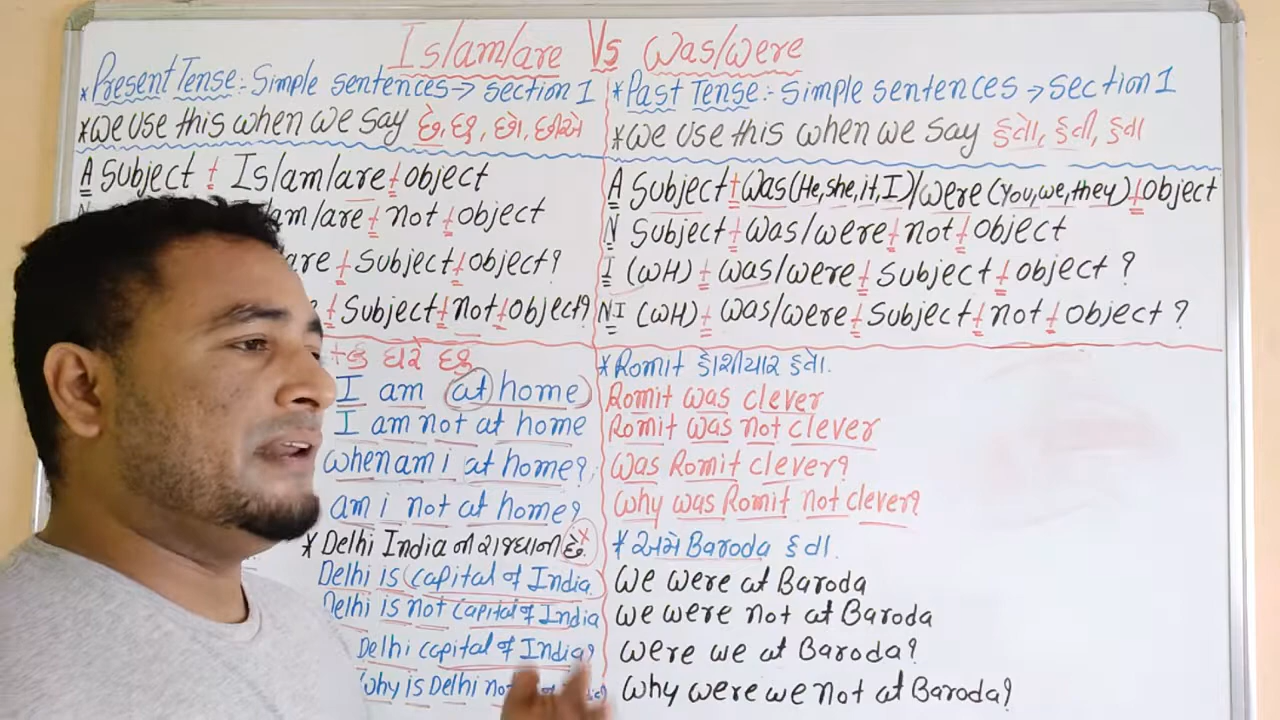 Is/am/are Vs Was/were
*Present Tense:- Simple sentences → section 1
*We use this when we say છે, છું, છો, છીએ
A Subject + Is/am/are + object
am/are + not + object
are + subject + object?
+ Subject + not + object?
હું ઘરે છું
I am at home
I am not at home
when am i at home?
am i not at home?
* Delhi India ની રાજધાની છે.
Delhi is capital of India.
Delhi is not capital of India
Delhi capital of India?
Why is Delhi not
*Past Tense:- Simple sentences → section 1
*We use this when we say હતો, હતી, હતા
A Subject + Was (He, she, it, I) / were (you, we, they) + object
N Subject + was/were + not + object
I (WH) + was/were + subject + object?
NI (WH) + was/were + subject + not + object?
*Romit હોશીયાર હતો.
Romit was clever
Romit was not clever
Was Romit clever?
Why was Romit not clever?
* અમે Baroda હતા.
We were at Baroda
we were not at Baroda
were we at Baroda?
Why were we not at Baroda?